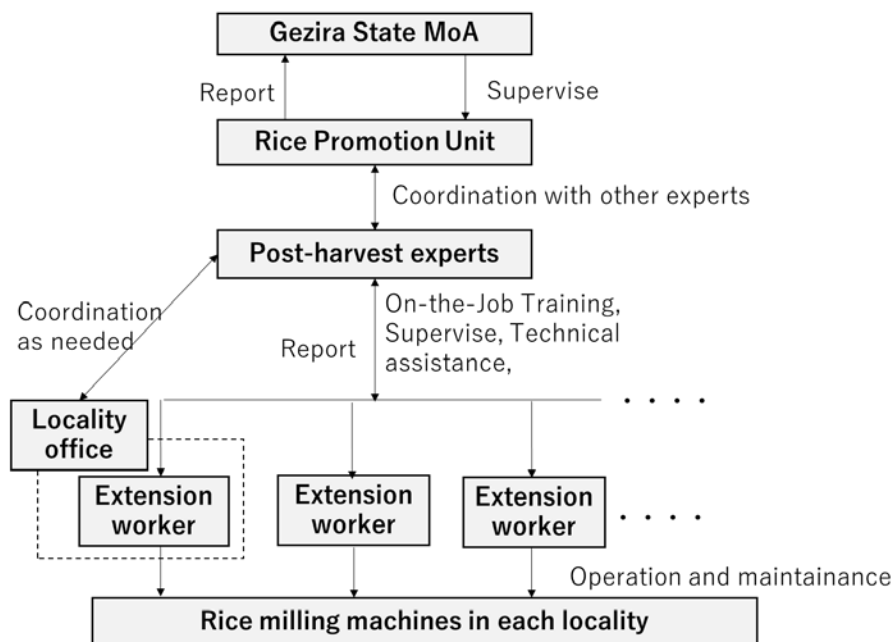 Gezira State MoA
Report
Supervise
Rice Promotion Unit
Coordination with other experts
Post-harvest experts
Coordination
as needed
Report
On-the-Job Training,
Supervise, Technical
assistance,
Locality
office
. . . .
Extension
worker
Extension
worker
Extension
worker
. . . .
Operation and maintainance
Rice milling machines in each locality